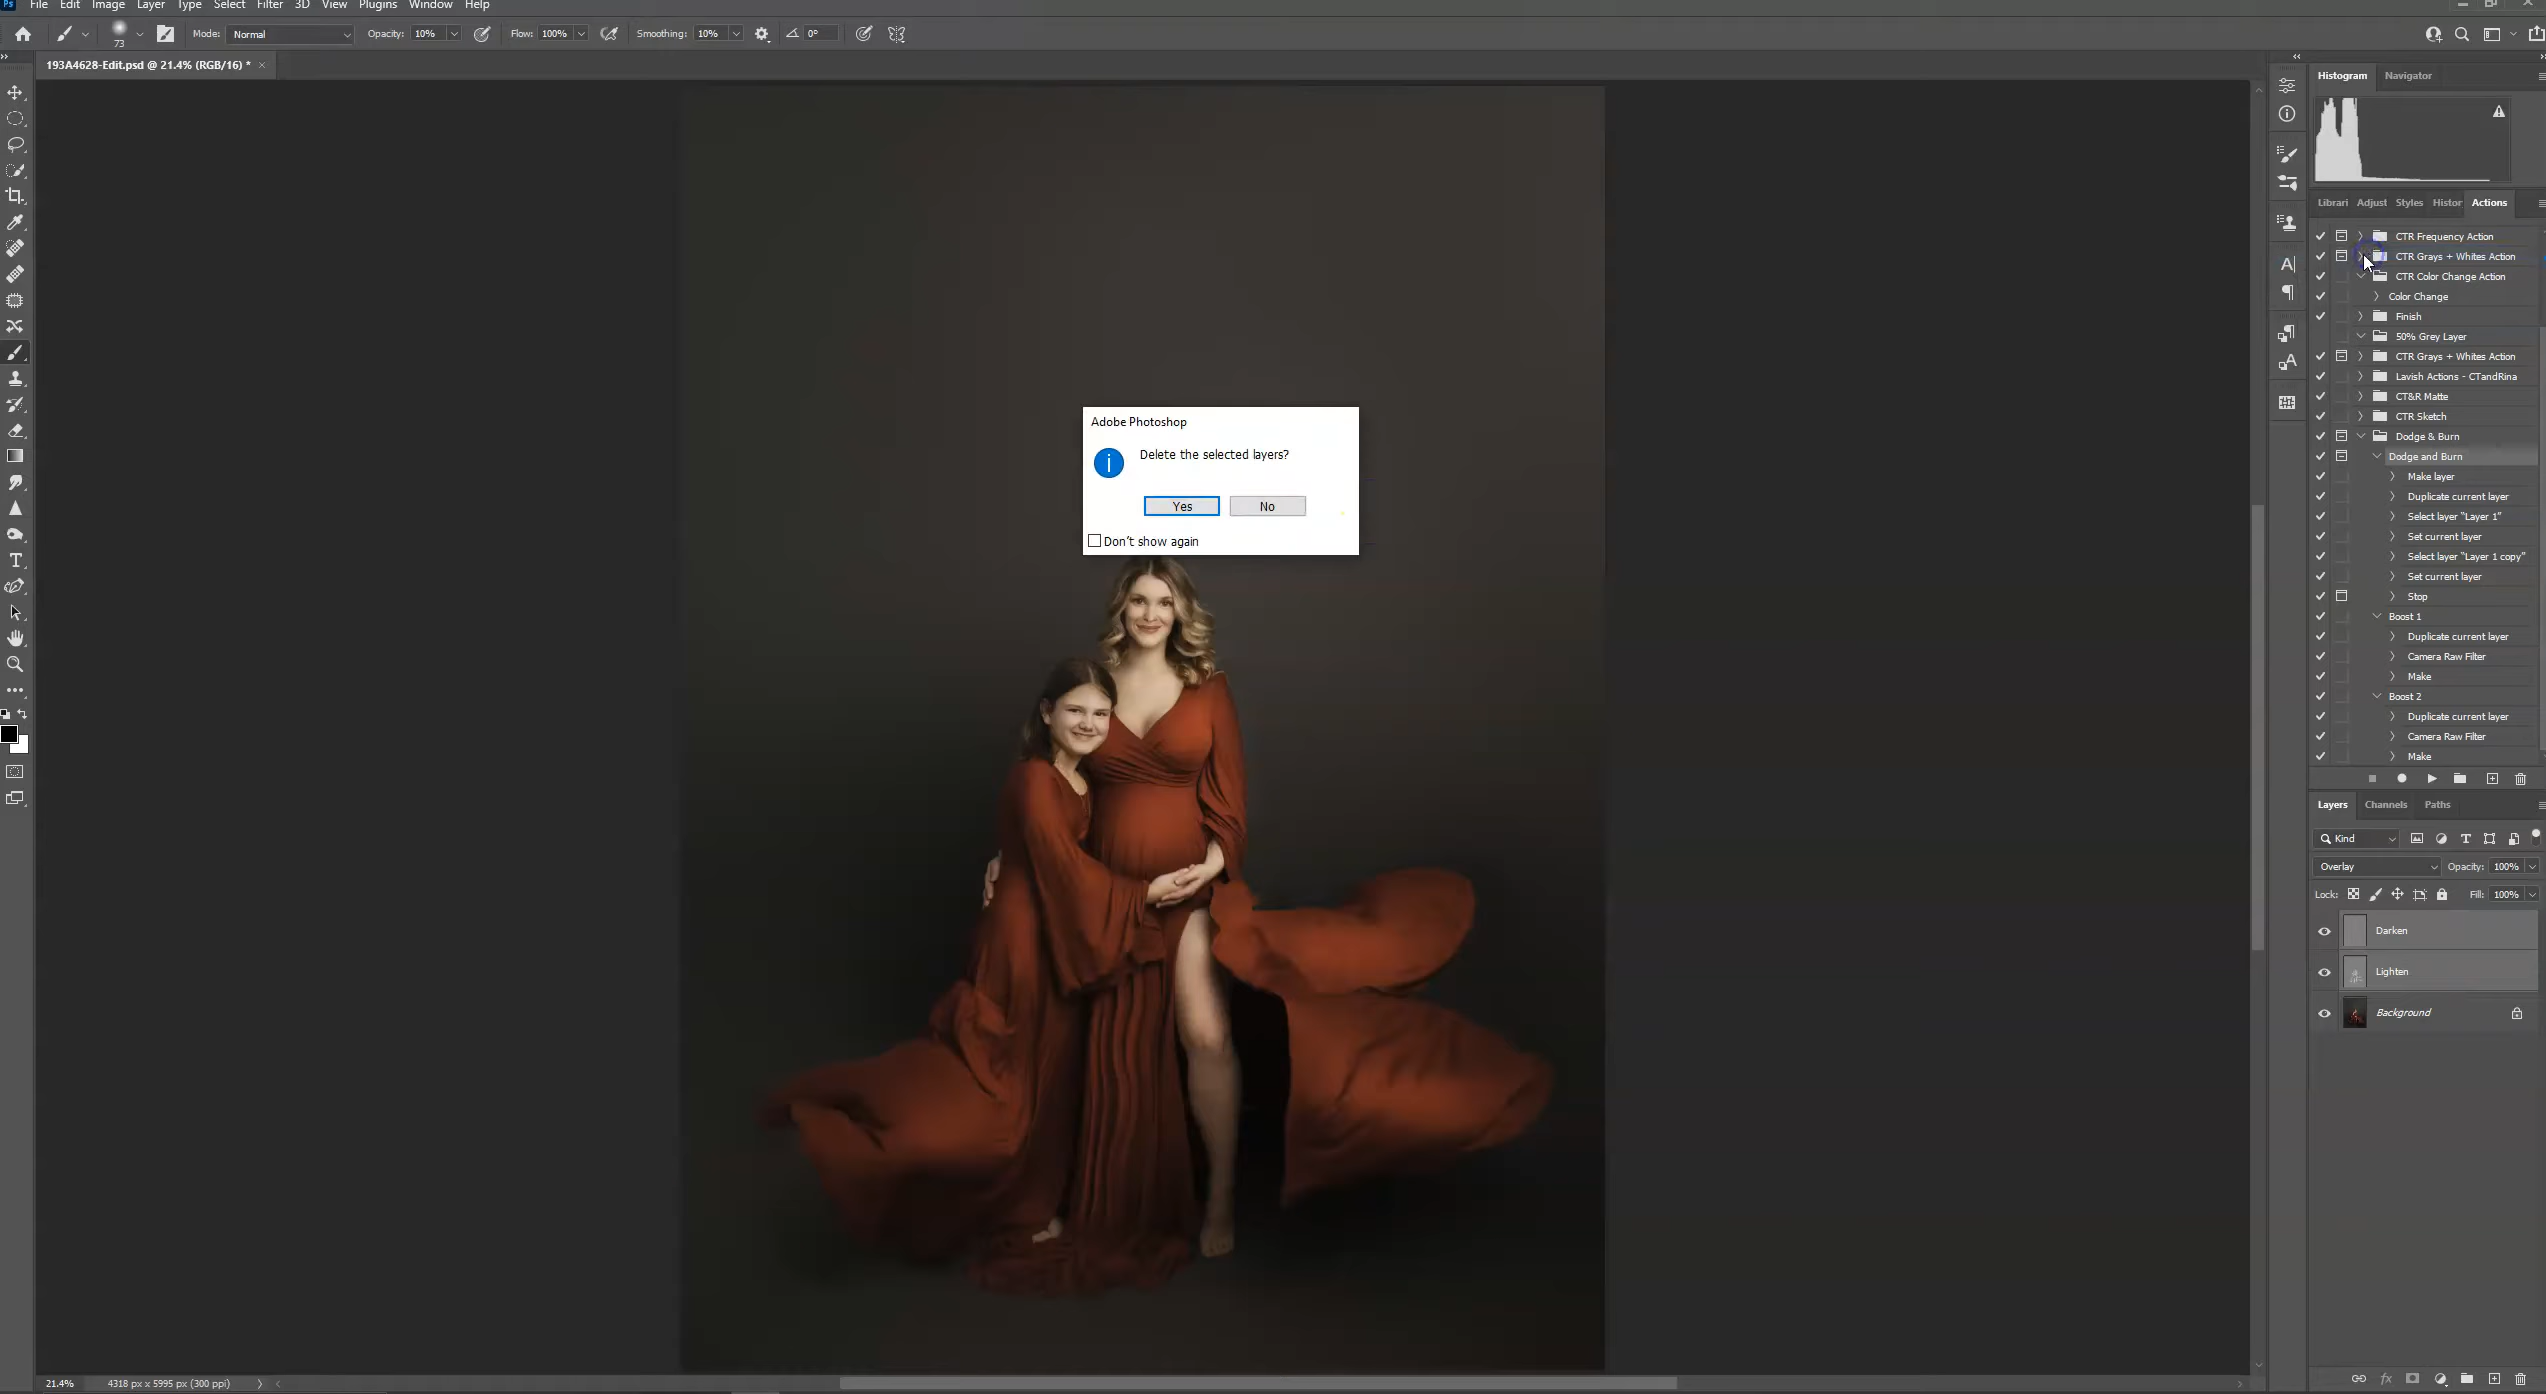 Ps File Edit Image Layer Type Select Filter 3D View Plugins Window Help
73 Mode: Normal Opacity: 10% Flow: 100% Smoothing: 10% 0°
193A4628-Edit.psd @ 21.4% (RGB/16) * ×
Histogram Navigator
Librari Adjust Styles Histor Actions
CTR Frequency Action
CTR Grays + Whites Action
CTR Color Change Action
Color Change
Finish
50% Grey Layer
CTR Grays + Whites Action
Lavish Actions - CTandRina
CT&R Matte
CTR Sketch
Dodge & Burn
Dodge and Burn
Make layer
Duplicate current layer
Select layer “Layer 1”
Set current layer
Select layer “Layer 1 copy”
Set current layer
Stop
Boost 1
Duplicate current layer
Camera Raw Filter
Make
Boost 2
Duplicate current layer
Camera Raw Filter
Make
Adobe Photoshop
Delete the selected layers?
Yes No
Don't show again
Layers Channels Paths
Kind
Overlay Opacity: 100%
Lock: Fill: 100%
Darken
Lighten
Background
21.4% 4318 px x 5995 px (300 ppi)